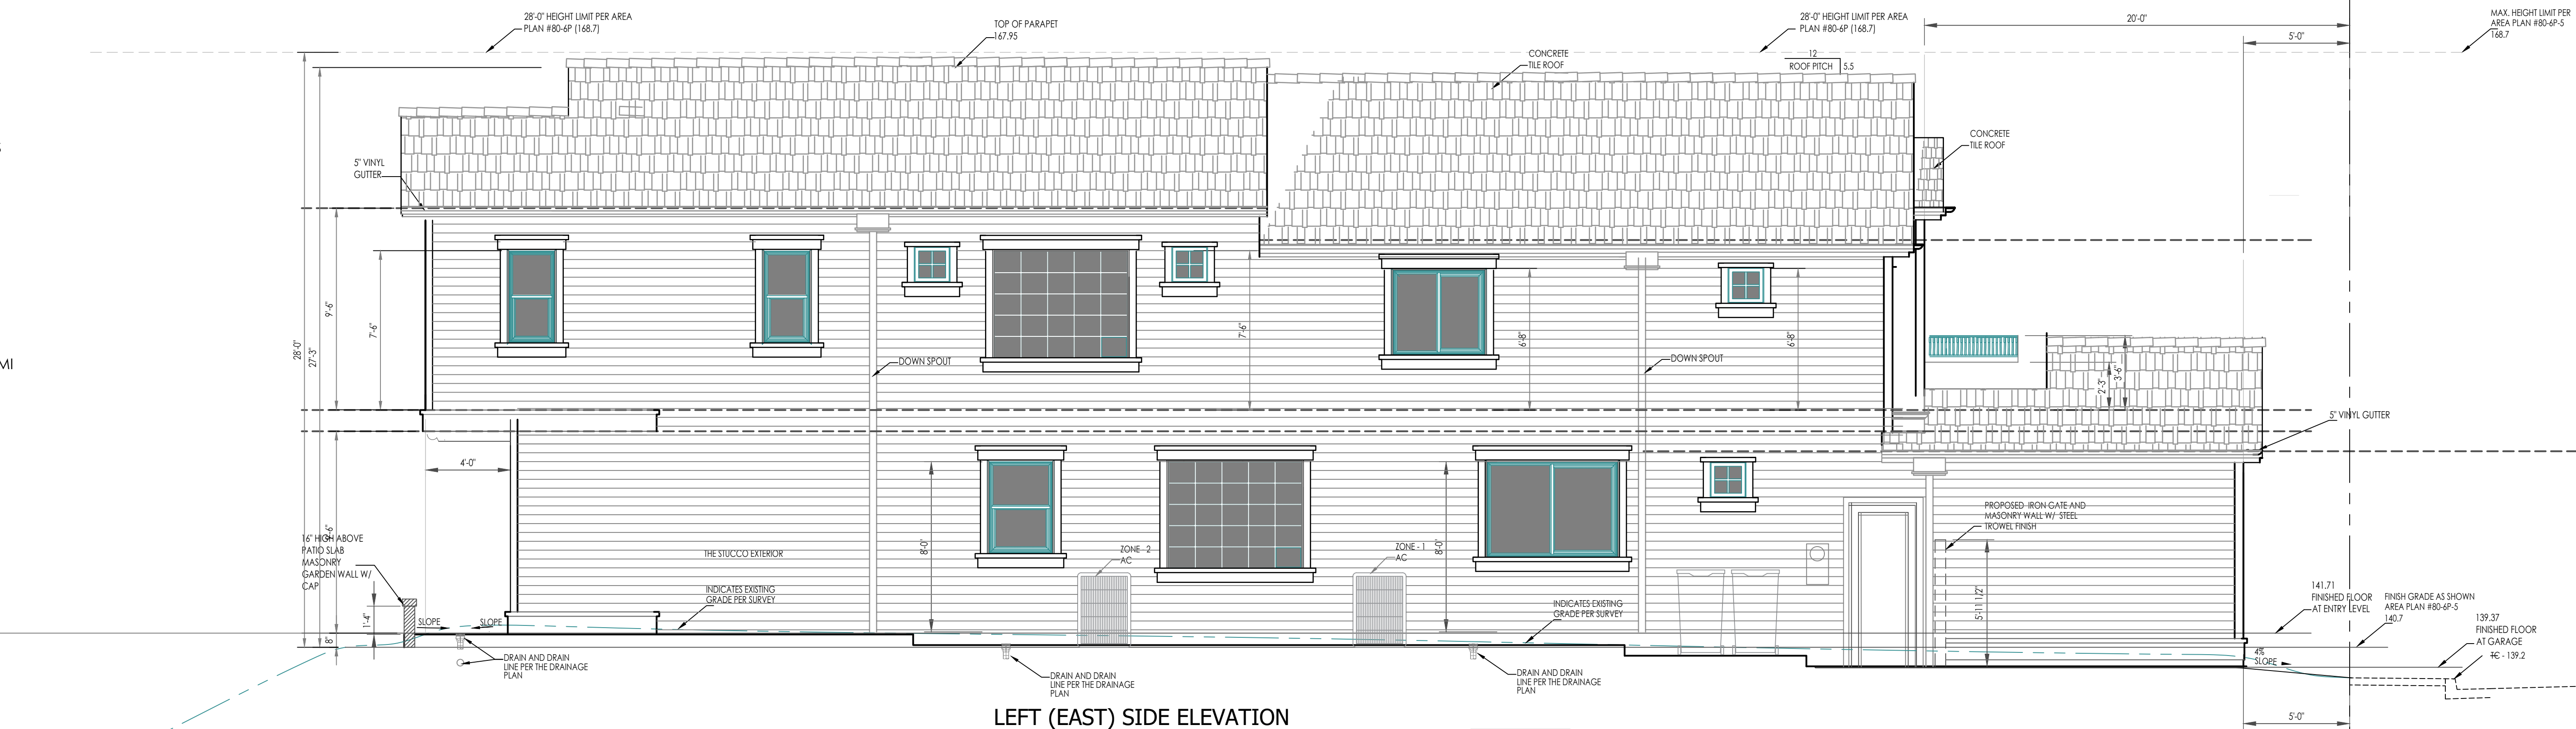 28'-0" HEIGHT LIMIT PER AREA
PLAN #80-6P (168.7)
TOP OF PARAPET
167.95
28'-0" HEIGHT LIMIT PER AREA
PLAN #80-6P (168.7)
20'-0"
MAX. HEIGHT LIMIT PER
AREA PLAN #80-6P-5
168.7
5'-0"
CONCRETE
TILE ROOF
12
ROOF PITCH
5.5
CONCRETE
TILE ROOF
5" VINYL
GUTTER
MI
28'-0"
27'-3"
9'-6"
7'-6"
7'-6"
6'-8"
6'-8"
DOWN SPOUT
DOWN SPOUT
2'-3"
3'-6"
5" VINYL GUTTER
4'-0"
16" HIGH ABOVE
PATIO SLAB
MASONRY
GARDEN WALL W/
CAP
1'-4"
8"
SLOPE
SLOPE
THE STUCCO EXTERIOR
INDICATES EXISTING
GRADE PER SURVEY
8'-0"
ZONE - 2
AC
ZONE - 1
AC
8'-0"
INDICATES EXISTING
GRADE PER SURVEY
PROPOSED IRON GATE AND
MASONRY WALL W/ STEEL
TROWEL FINISH
5'11 1/2"
141.71
FINISHED FLOOR
AT ENTRY LEVEL
FINISH GRADE AS SHOWN
AREA PLAN #80-6P-5
140.7
139.37
FINISHED FLOOR
AT GARAGE
TC - 139.2
4%
SLOPE
DRAIN AND DRAIN
LINE PER THE DRAINAGE
PLAN
DRAIN AND DRAIN
LINE PER THE DRAINAGE
PLAN
DRAIN AND DRAIN
LINE PER THE DRAINAGE
PLAN
LEFT (EAST) SIDE ELEVATION
5'-0"